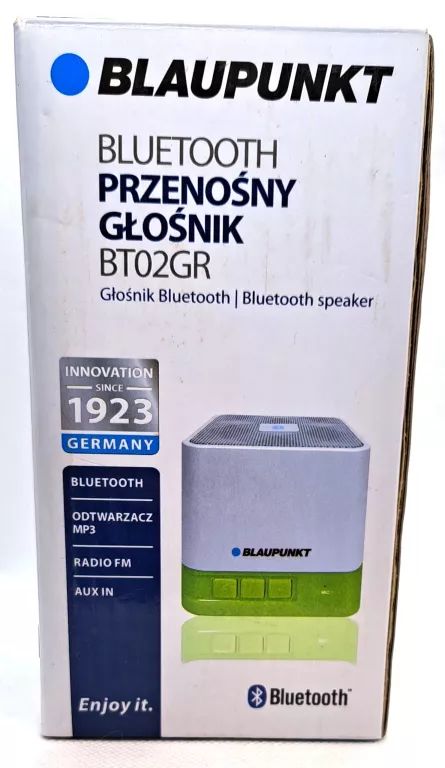 BLAUPUNKT
BLUETOOTH
PRZENOŚNY
GŁOŚNIK
BT02GR
Głośnik Bluetooth | Bluetooth speaker
INNOVATION
SINCE
1923
GERMANY
BLUETOOTH
ODTWARZACZ
MP3
RADIO FM
AUX IN
BLAUPUNKT
Enjoy it.
Bluetooth™